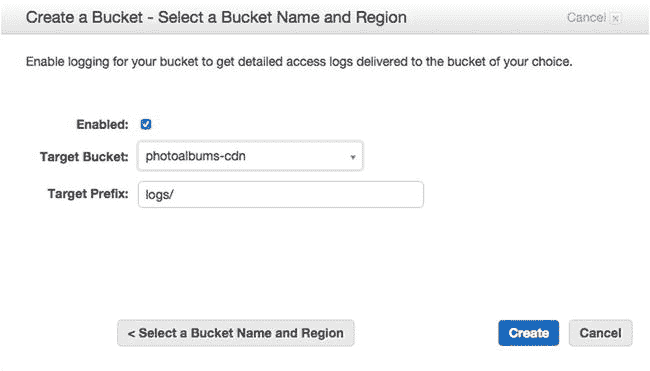 Create a Bucket - Select a Bucket Name and Region
Cancel x
Enable logging for your bucket to get detailed access logs delivered to the bucket of your choice.
Enabled:
Target Bucket: photoalbums-cdn
Target Prefix: logs/
< Select a Bucket Name and Region
Create
Cancel